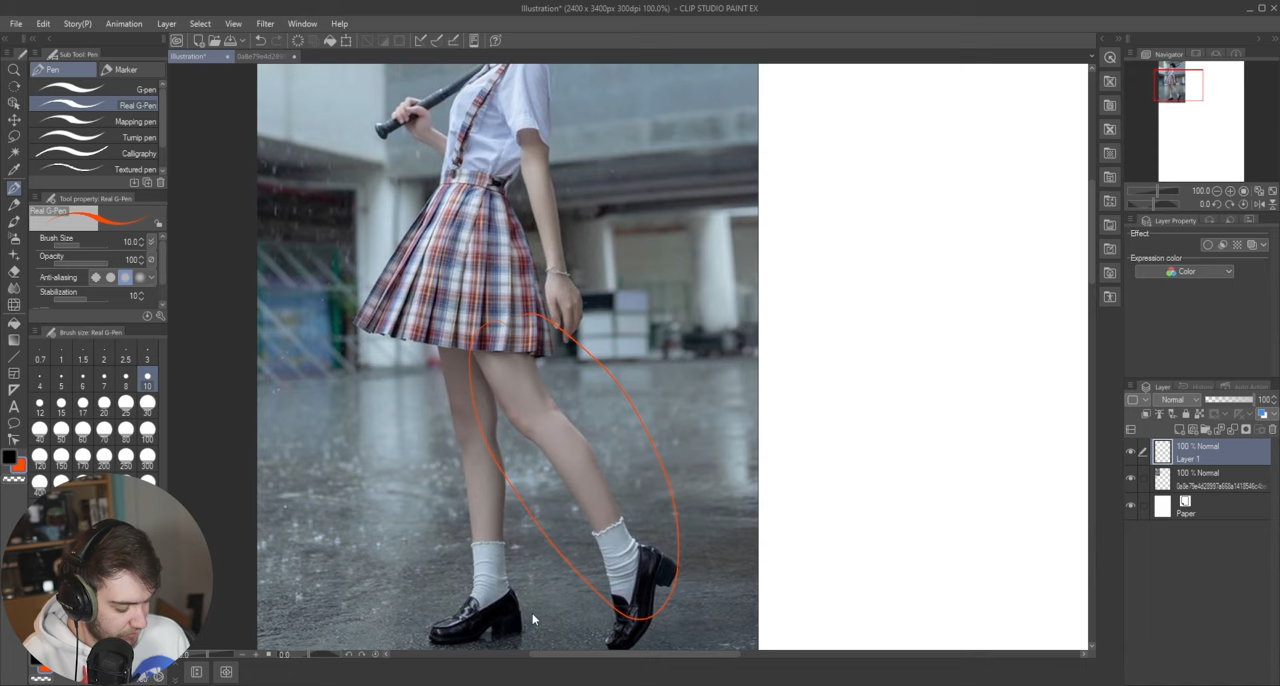 Illustration* (2400 x 3400px 300dpi 100.0%) - CLIP STUDIO PAINT EX
File Edit Story(P) Animation Layer Select View Filter Window Help
Sub Tool: Pen
Pen Marker
G-pen
Real G-Pen
Mapping pen
Turnip pen
Calligraphy
Textured pen
Tool property: Real G-Pen
Real G-Pen
Brush Size 10.0
Opacity 100
Anti-aliasing
Stabilization 10
Brush size: Real G-Pen
0.7 1 1.5 2 2.5 3
4 5 6 7 8 10
12 15 17 20 25 30
40 50 60 70 80 100
120 150 170 200 250 300
Illustration*
Navigator
100.0
0.0
Layer Property
Effect
Expression color
Color
Layer
Normal 100
100 % Normal
Layer 1
100 % Normal
Paper